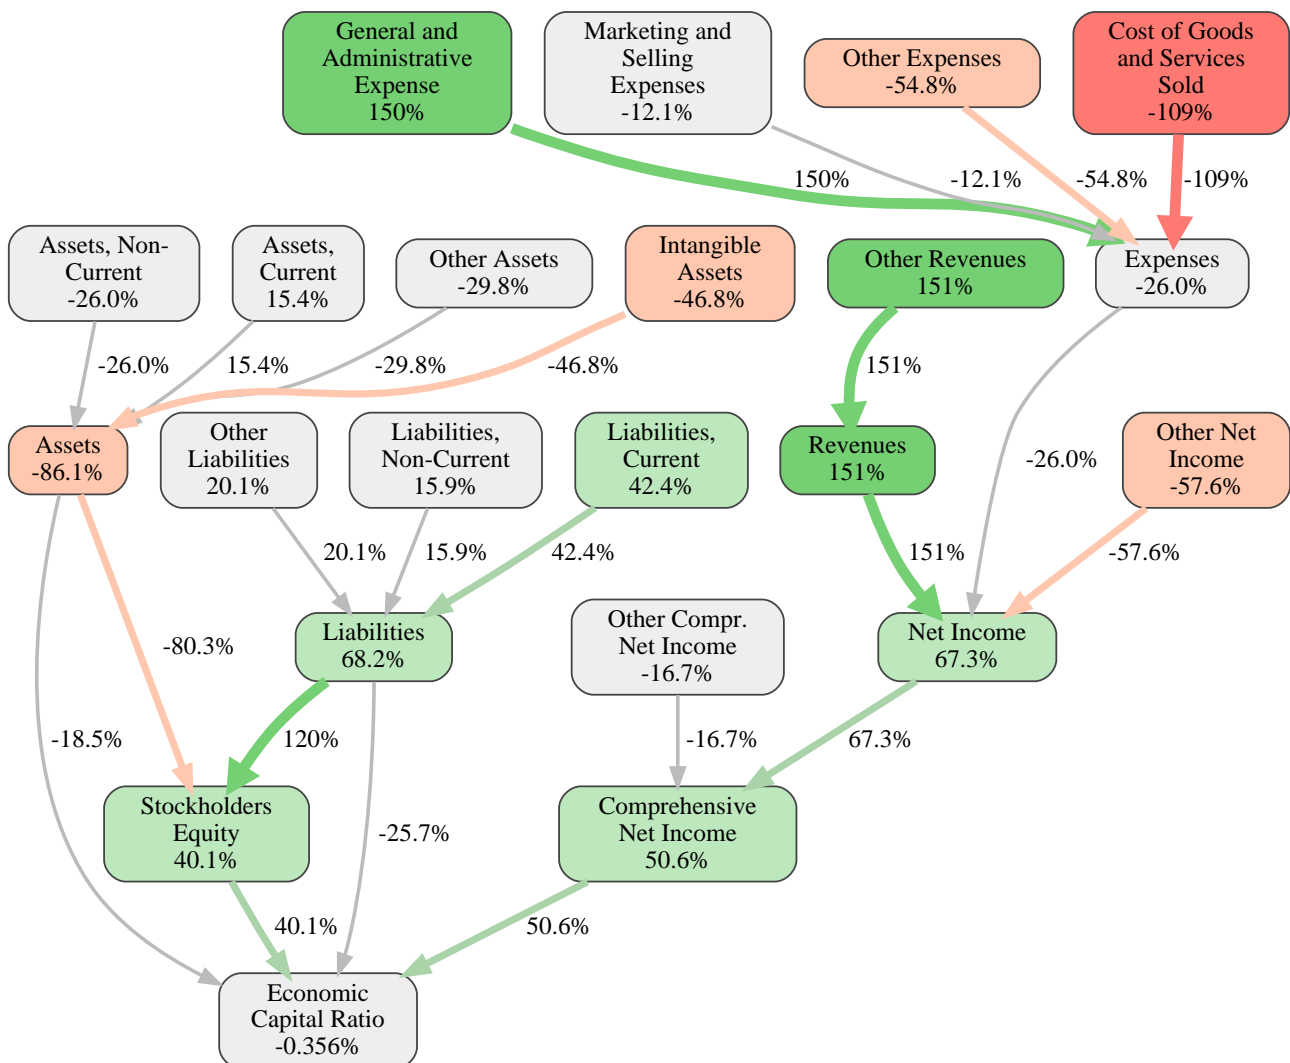 General and
Administrative
Expense
150%
Marketing and
Selling
Expenses
-12.1%
Other Expenses
-54.8%
Cost of Goods
and Services
Sold
-109%
150%
-12.1%
-54.8%
-109%
Assets, Non-
Current
-26.0%
Assets,
Current
15.4%
Other Assets
-29.8%
Intangible
Assets
-46.8%
Other Revenues
151%
Expenses
-26.0%
-26.0%
15.4%
-29.8%
-46.8%
151%
Assets
-86.1%
Other
Liabilities
20.1%
Liabilities,
Non-Current
15.9%
Liabilities,
Current
42.4%
Revenues
151%
-26.0%
Other Net
Income
-57.6%
20.1%
15.9%
42.4%
151%
-57.6%
-80.3%
Liabilities
68.2%
Other Compr.
Net Income
-16.7%
Net Income
67.3%
-18.5%
120%
-16.7%
67.3%
Stockholders
Equity
40.1%
-25.7%
Comprehensive
Net Income
50.6%
40.1%
50.6%
Economic
Capital Ratio
-0.356%